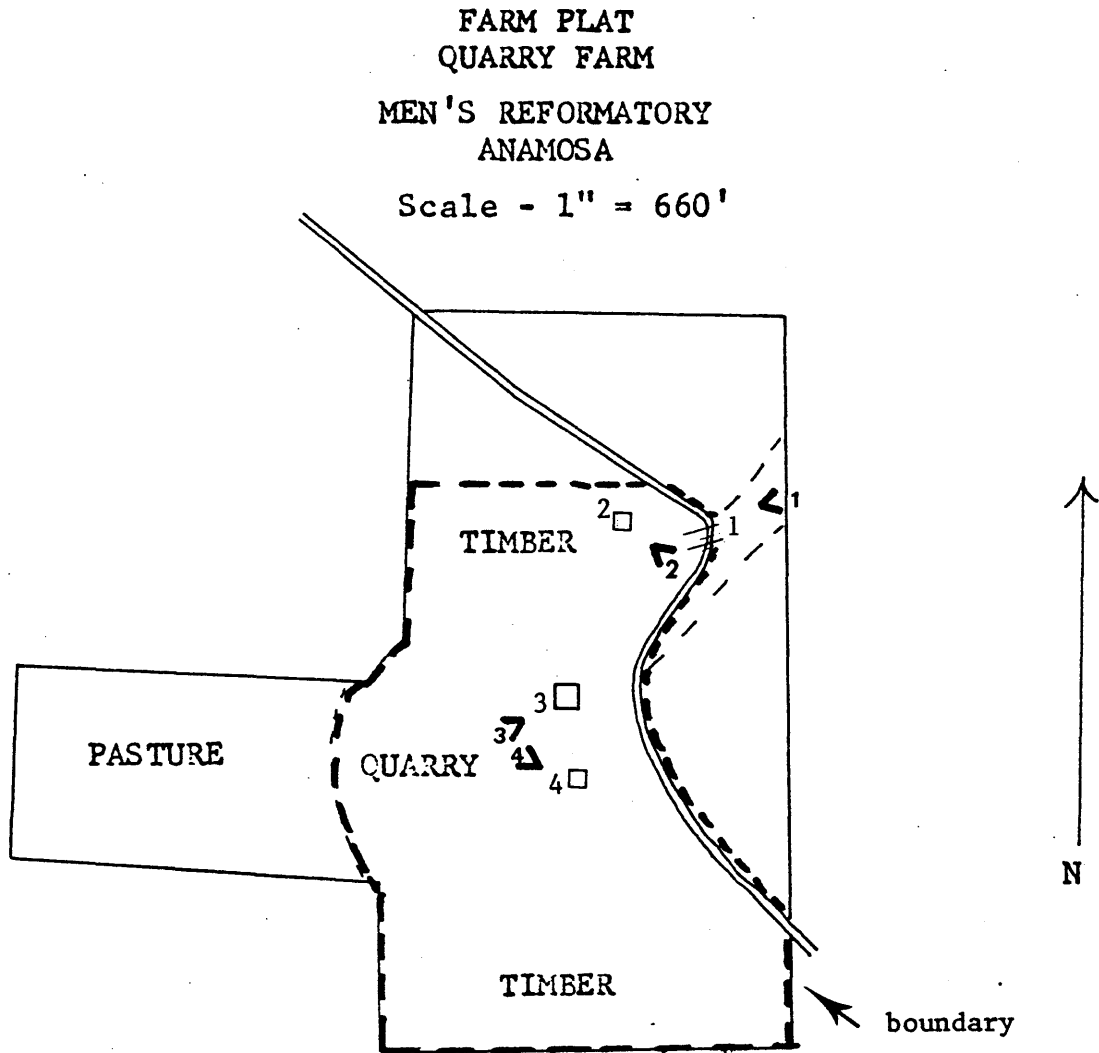 FARM PLAT
QUARRY FARM
MEN'S REFORMATORY
ANAMOSA
Scale - 1" = 660'
1
1
2
TIMBER
2
3
3
PASTURE
QUARRY
4
4
N
TIMBER
boundary